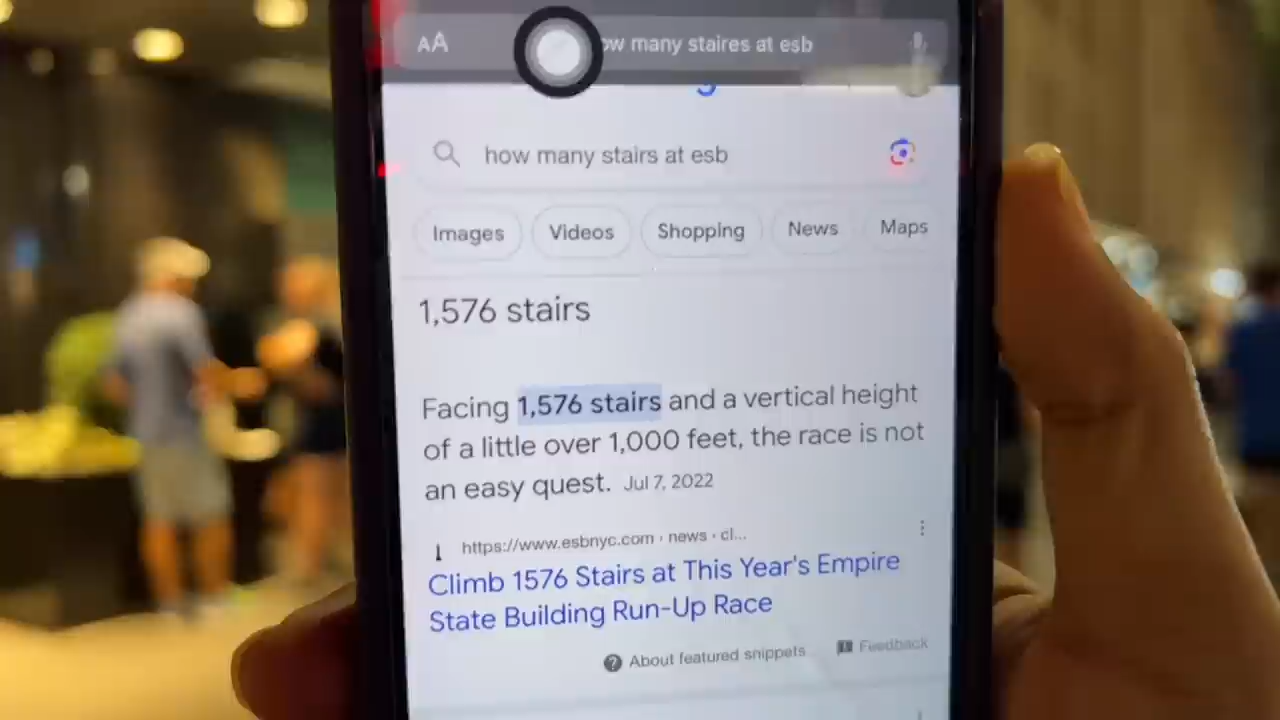 AA ow many staires at esb
how many stairs at esb
Images Videos Shopping News Maps
1,576 stairs
Facing 1,576 stairs and a vertical height
of a little over 1,000 feet, the race is not
an easy quest. Jul 7, 2022
https://www.esbnyc.com › news › cl...
Climb 1576 Stairs at This Year's Empire
State Building Run-Up Race
About featured snippets Feedback